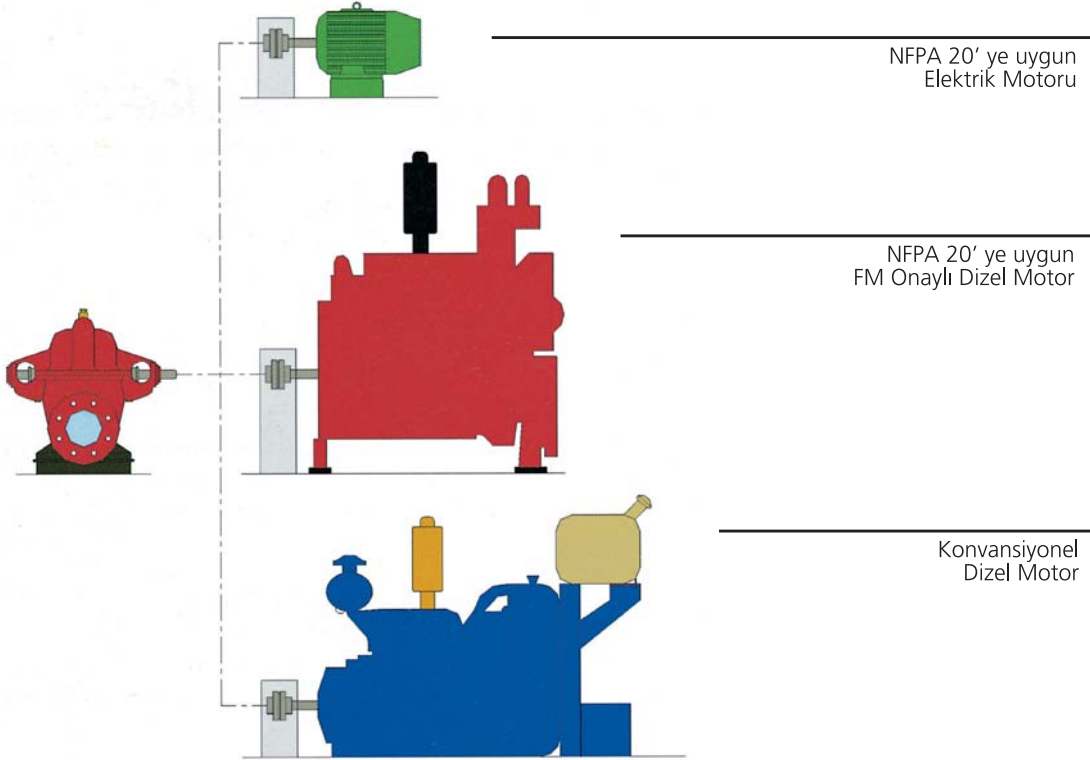 NFPA 20' ye uygun
Elektrik Motoru
NFPA 20' ye uygun
FM Onaylı Dizel Motor
Konvansiyonel
Dizel Motor